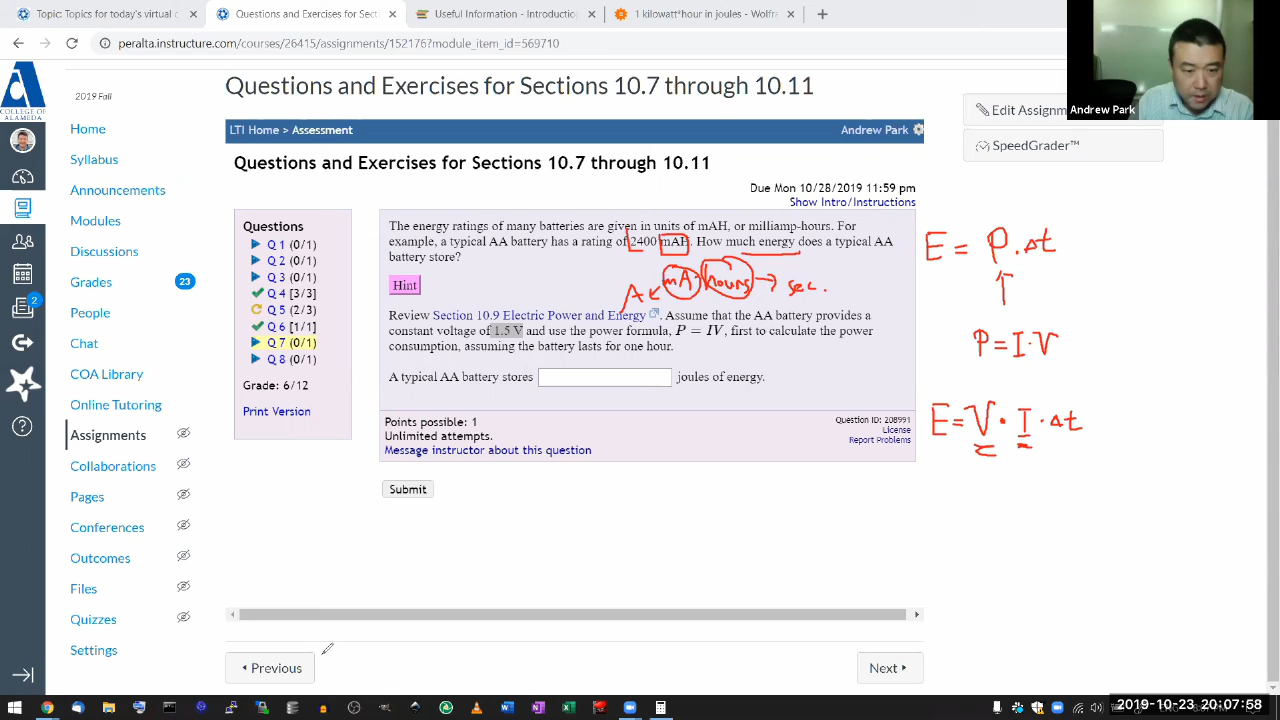 Topic: Topics for today's virtual c
Questions and Exercises for Sect
Useful Information - Introductio
1 kilowatt*hour in joules - Wolfr
peralta.instructure.com/courses/26415/assignments/152176?module_item_id=569710
Andrew Park
COLLEGE OF
ALAMEDA
2019 Fall
Home
Syllabus
Announcements
Modules
Discussions
Grades
23
People
2
Chat
COA Library
Online Tutoring
Assignments
Collaborations
Pages
Conferences
Outcomes
Files
Quizzes
Settings
Questions and Exercises for Sections 10.7 through 10.11
Edit Assignm
SpeedGrader™
LTI Home > Assessment
Andrew Park
Questions and Exercises for Sections 10.7 through 10.11
Due Mon 10/28/2019 11:59 pm
Show Intro/Instructions
Questions
Q 1 (0/1)
Q 2 (0/1)
Q 3 (0/1)
Q 4 [3/3]
Q 5 (2/3)
Q 6 [1/1]
Q 7 (0/1)
Q 8 (0/1)
Grade: 6/12
Print Version
The energy ratings of many batteries are given in units of mAH, or milliamp-hours. For
example, a typical AA battery has a rating of 2400 mAH. How much energy does a typical AA
battery store?
Hint
mA · hours → sec.
A
Review Section 10.9 Electric Power and Energy. Assume that the AA battery provides a
constant voltage of 1.5 V and use the power formula, P = IV, first to calculate the power
consumption, assuming the battery lasts for one hour.
A typical AA battery stores joules of energy.
Points possible: 1
Unlimited attempts.
Message instructor about this question
Question ID: 208991
License
Report Problems
Submit
E = P · Δt
P = I · V
E = V · I · Δt
Previous
Next
2019-10-23 20:07:58